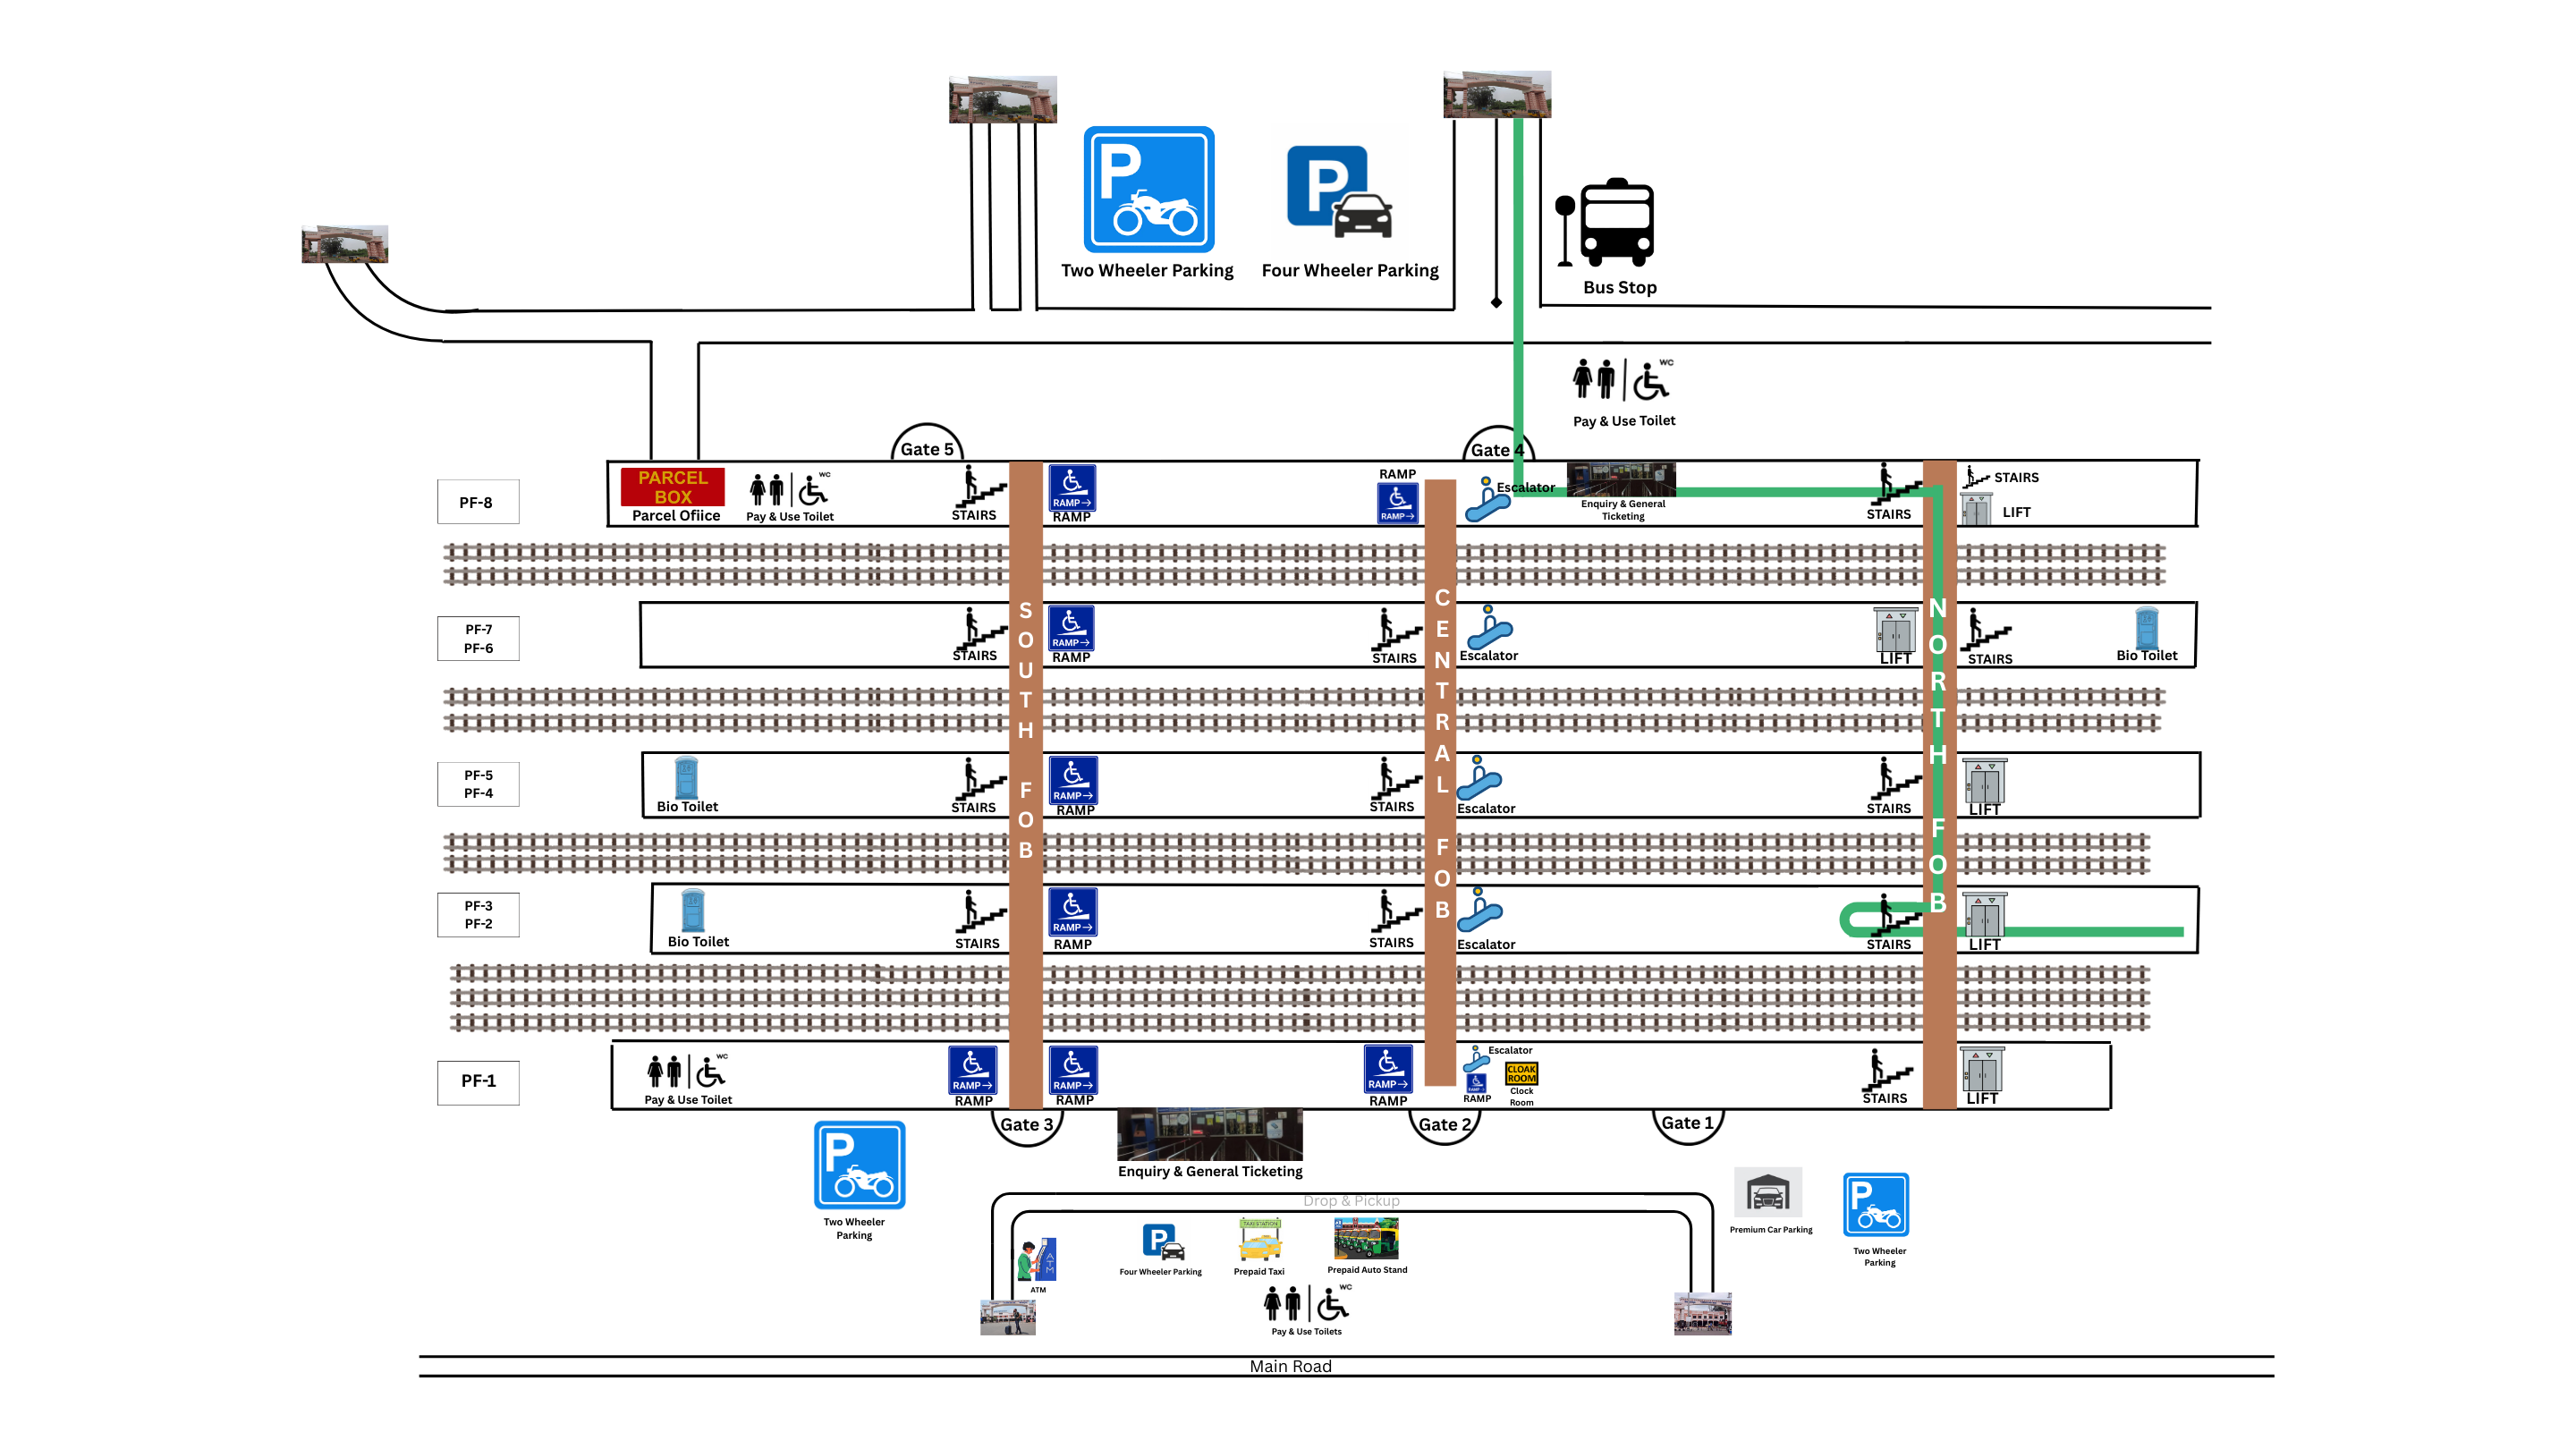 Two Wheeler Parking
Four Wheeler Parking
Bus Stop
WC
Pay & Use Toilet
Gate 5
Gate 4
PF-8
PARCEL
BOX
Parcel Ofiice
WC
Pay & Use Toilet
STAIRS
RAMP→
RAMP
RAMP
RAMP→
Escalator
Enquiry & General
Ticketing
STAIRS
STAIRS
LIFT
PF-7
PF-6
STAIRS
RAMP→
RAMP
STAIRS
Escalator
LIFT
STAIRS
Bio Toilet
SOUTH FOB
CENTRAL FOB
NORTH FOB
PF-5
PF-4
Bio Toilet
STAIRS
RAMP→
RAMP
STAIRS
Escalator
STAIRS
LIFT
PF-3
PF-2
Bio Toilet
STAIRS
RAMP→
RAMP
STAIRS
Escalator
STAIRS
LIFT
PF-1
WC
Pay & Use Toilet
RAMP→
RAMP
RAMP→
RAMP
RAMP→
RAMP
Escalator
RAMP
CLOAK
ROOM
Clock
Room
STAIRS
LIFT
Gate 3
Gate 2
Gate 1
P
Two Wheeler
Parking
Enquiry & General Ticketing
Drop & Pickup
ATM
ATM
P
Four Wheeler Parking
TAXI STATION
Prepaid Taxi
Prepaid Auto Stand
WC
Pay & Use Toilets
Premium Car Parking
P
Two Wheeler
Parking
Main Road